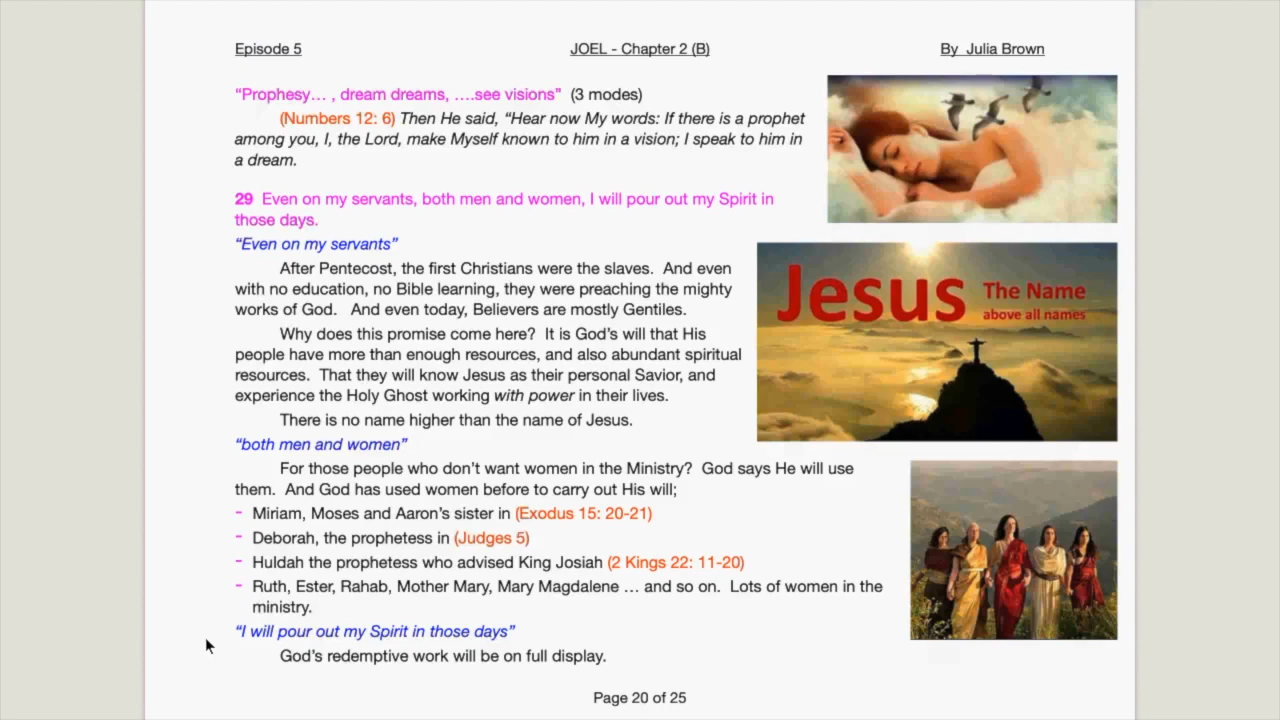 Episode 5
JOEL - Chapter 2 (B)
By  Julia Brown
“Prophesy… , dream dreams, ….see visions”  (3 modes)
(Numbers 12: 6) Then He said, “Hear now My words: If there is a prophet
among you, I, the Lord, make Myself known to him in a vision; I speak to him in
a dream.
29  Even on my servants, both men and women, I will pour out my Spirit in
those days.
“Even on my servants”
After Pentecost, the first Christians were the slaves.  And even
with no education, no Bible learning, they were preaching the mighty
works of God.   And even today, Believers are mostly Gentiles.
Why does this promise come here?  It is God’s will that His
people have more than enough resources, and also abundant spiritual
resources.  That they will know Jesus as their personal Savior, and
experience the Holy Ghost working with power in their lives.
There is no name higher than the name of Jesus.
Jesus
The Name
above all names
“both men and women”
For those people who don’t want women in the Ministry?  God says He will use
them.  And God has used women before to carry out His will;
- Miriam, Moses and Aaron’s sister in (Exodus 15: 20-21)
- Deborah, the prophetess in (Judges 5)
- Huldah the prophetess who advised King Josiah (2 Kings 22: 11-20)
- Ruth, Ester, Rahab, Mother Mary, Mary Magdalene … and so on.  Lots of women in the
ministry.
“I will pour out my Spirit in those days”
God’s redemptive work will be on full display.
Page 20 of 25